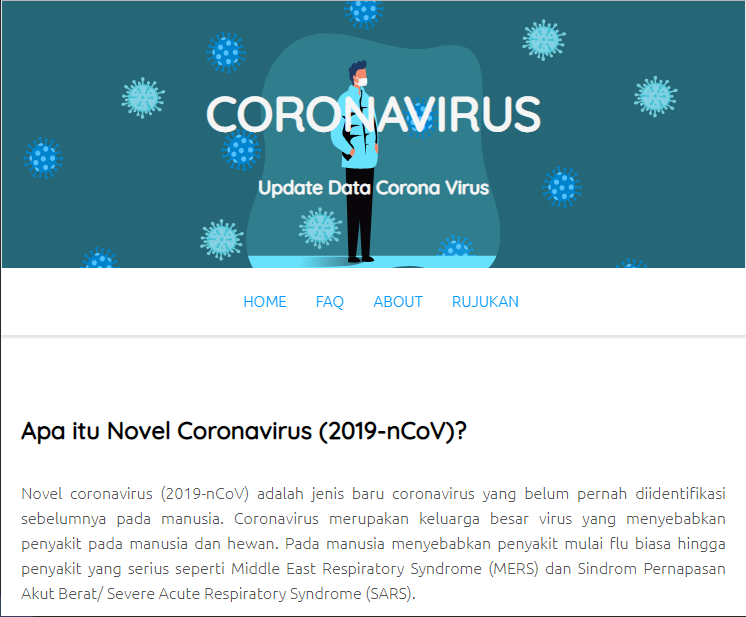 CORONAVIRUS
Update Data Corona Virus
HOME FAQ ABOUT RUJUKAN
Apa itu Novel Coronavirus (2019-nCoV)?
Novel coronavirus (2019-nCoV) adalah jenis baru coronavirus yang belum pernah diidentifikasi
sebelumnya pada manusia. Coronavirus merupakan keluarga besar virus yang menyebabkan
penyakit pada manusia dan hewan. Pada manusia menyebabkan penyakit mulai flu biasa hingga
penyakit yang serius seperti Middle East Respiratory Syndrome (MERS) dan Sindrom Pernapasan
Akut Berat/ Severe Acute Respiratory Syndrome (SARS).